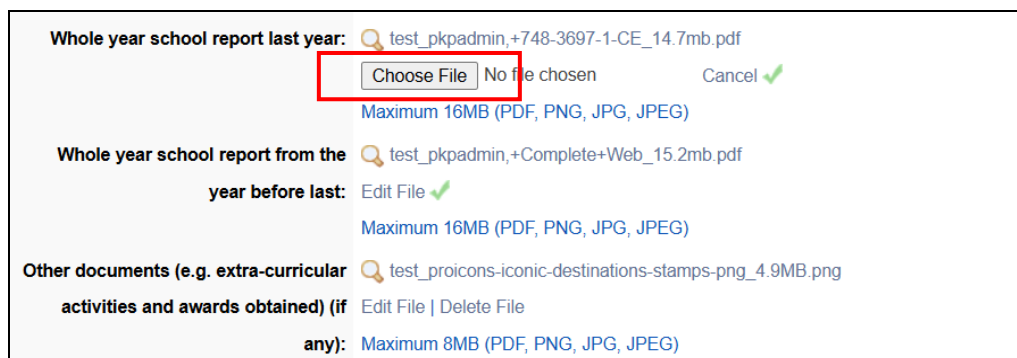 Whole year school report last year: test_pkpadmin,+748-3697-1-CE_14.7mb.pdf
Choose File No file chosen Cancel
Maximum 16MB (PDF, PNG, JPG, JPEG)
Whole year school report from the test_pkpadmin,+Complete+Web_15.2mb.pdf
year before last: Edit File
Maximum 16MB (PDF, PNG, JPG, JPEG)
Other documents (e.g. extra-curricular test_proicons-iconic-destinations-stamps-png_4.9MB.png
activities and awards obtained) (if Edit File | Delete File
any): Maximum 8MB (PDF, PNG, JPG, JPEG)